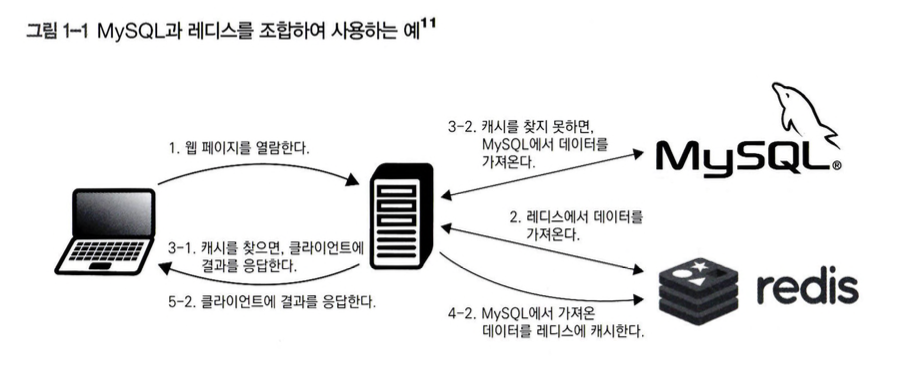 그림 1-1 MySQL과 레디스를 조합하여 사용하는 예11
1. 웹 페이지를 열람한다.
3-2. 캐시를 찾지 못하면,
MySQL에서 데이터를
가져온다.
MySQL®
2. 레디스에서 데이터를
가져온다.
3-1. 캐시를 찾으면, 클라이언트에
결과를 응답한다.
5-2. 클라이언트에 결과를 응답한다.
redis
4-2. MySQL에서 가져온
데이터를 레디스에 캐시한다.